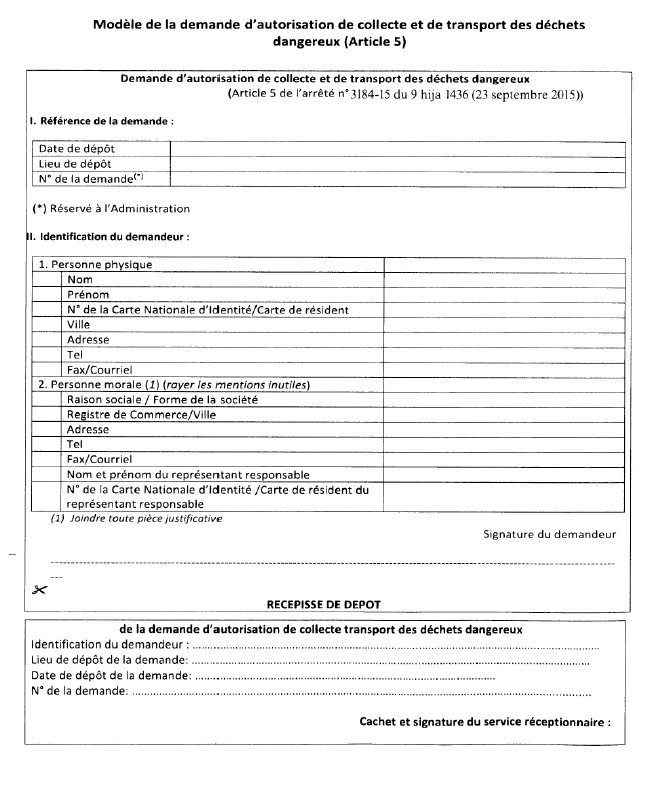 Modèle de la demande d'autorisation de collecte et de transport des déchets
dangereux (Article 5)
Demande d'autorisation de collecte et de transport des déchets dangereux
(Article 5 de l'arrêté n° 3184-15 du 9 hija 1436 (23 septembre 2015))
I. Référence de la demande :
Date de dépôt
Lieu de dépôt
N° de la demande(*)
(*) Réservé à l'Administration
II. Identification du demandeur :
1. Personne physique
Nom
Prénom
N° de la Carte Nationale d'Identité/Carte de résident
Ville
Adresse
Tel
Fax/Courriel
2. Personne morale (1) (rayer les mentions inutiles)
Raison sociale / Forme de la société
Registre de Commerce/Ville
Adresse
Tel
Fax/Courriel
Nom et prénom du représentant responsable
N° de la Carte Nationale d'Identité /Carte de résident du
représentant responsable
(1) Joindre toute pièce justificative
Signature du demandeur
RECEPISSE DE DEPOT
de la demande d'autorisation de collecte transport des déchets dangereux
Identification du demandeur :
Lieu de dépôt de la demande:
Date de dépôt de la demande:
N° de la demande:
Cachet et signature du service réceptionnaire :